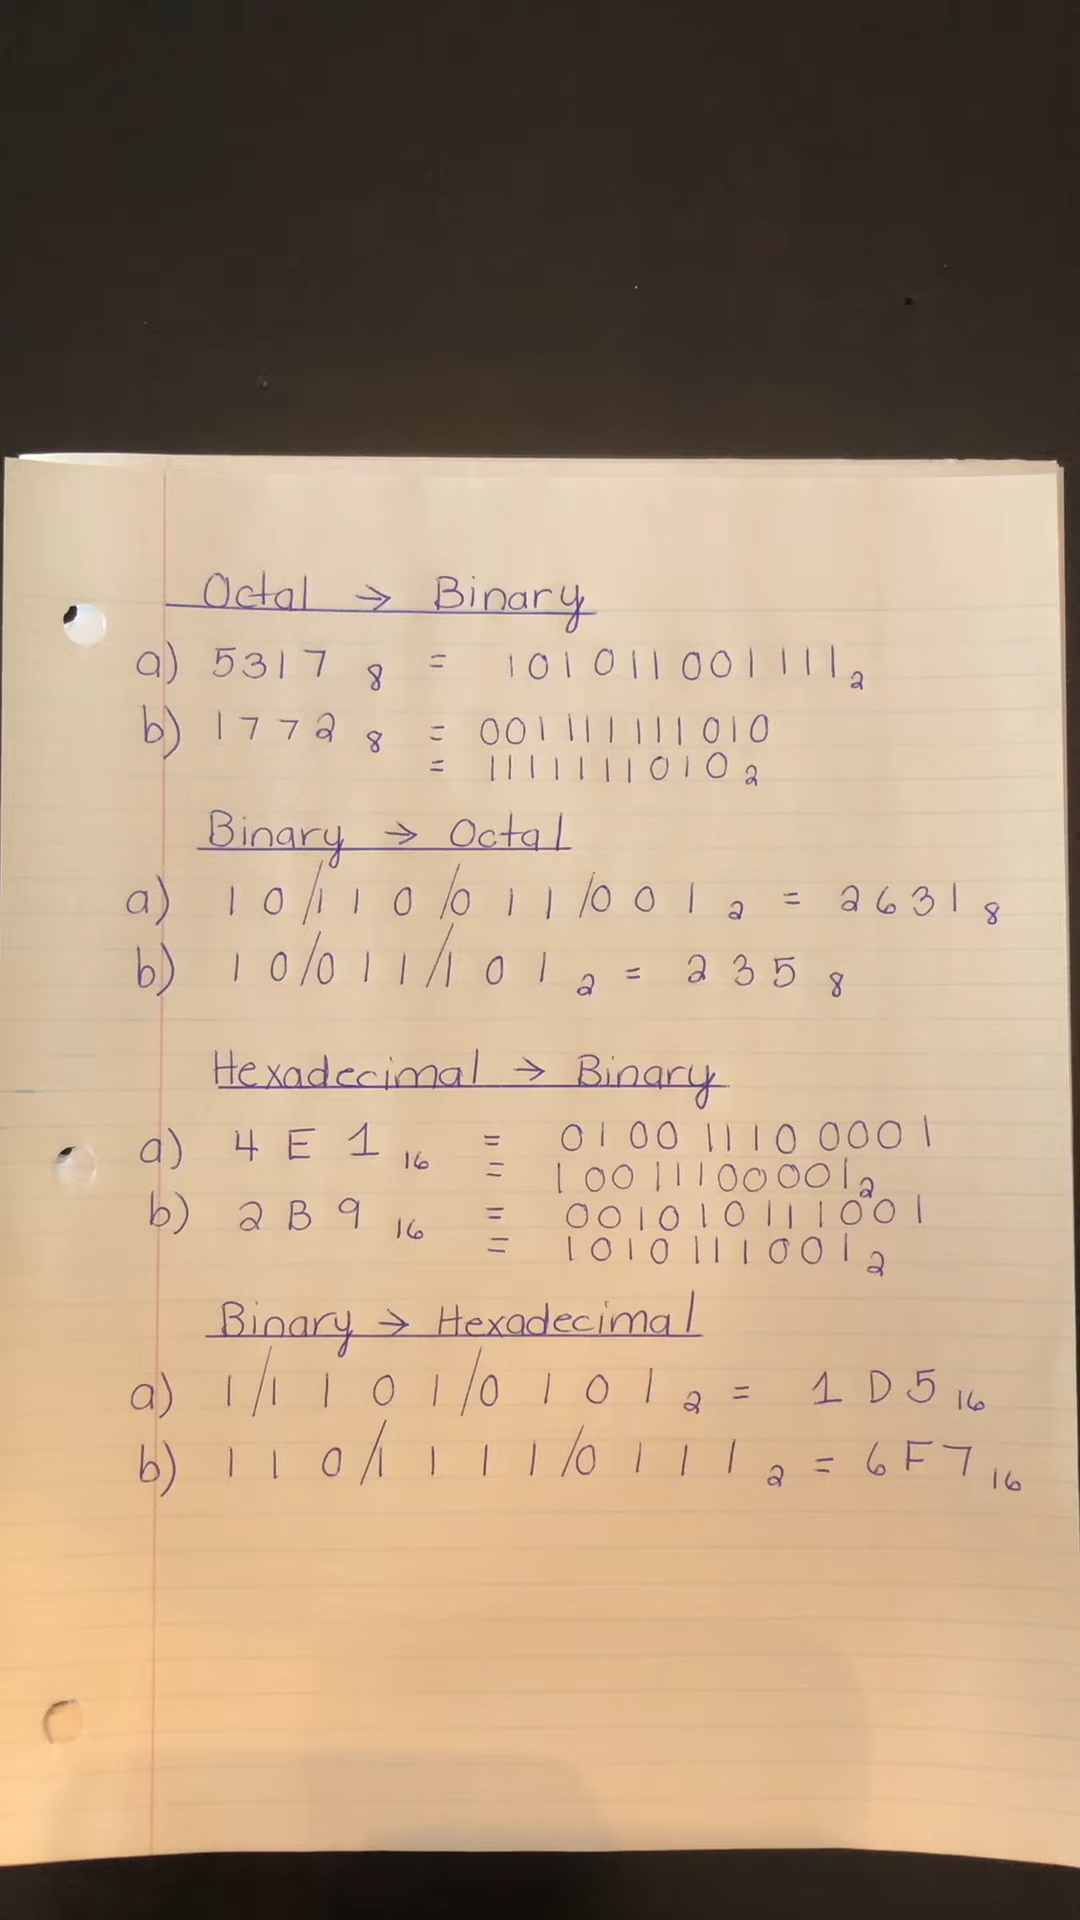 Octal → Binary
a) 5317 8 = 101011001111 2
b) 1772 8 = 001111111010
= 1111111010 2
Binary → Octal
a) 10/110/011/001 2 = 2631 8
b) 10/011/101 2 = 235 8
Hexadecimal → Binary
a) 4E1 16 = 0100 1110 0001
= 10011100001 2
b) 2B9 16 = 001010111001
= 1010111001 2
Binary → Hexadecimal
a) 1/1101/0101 2 = 1D5 16
b) 110/1111/0111 2 = 6F7 16